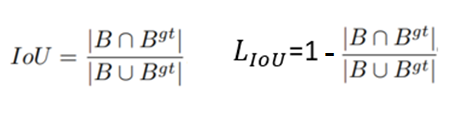 IoU = |B ∩ B^gt| / |B ∪ B^gt|
L_IoU=1 - |B ∩ B^gt| / |B ∪ B^gt|